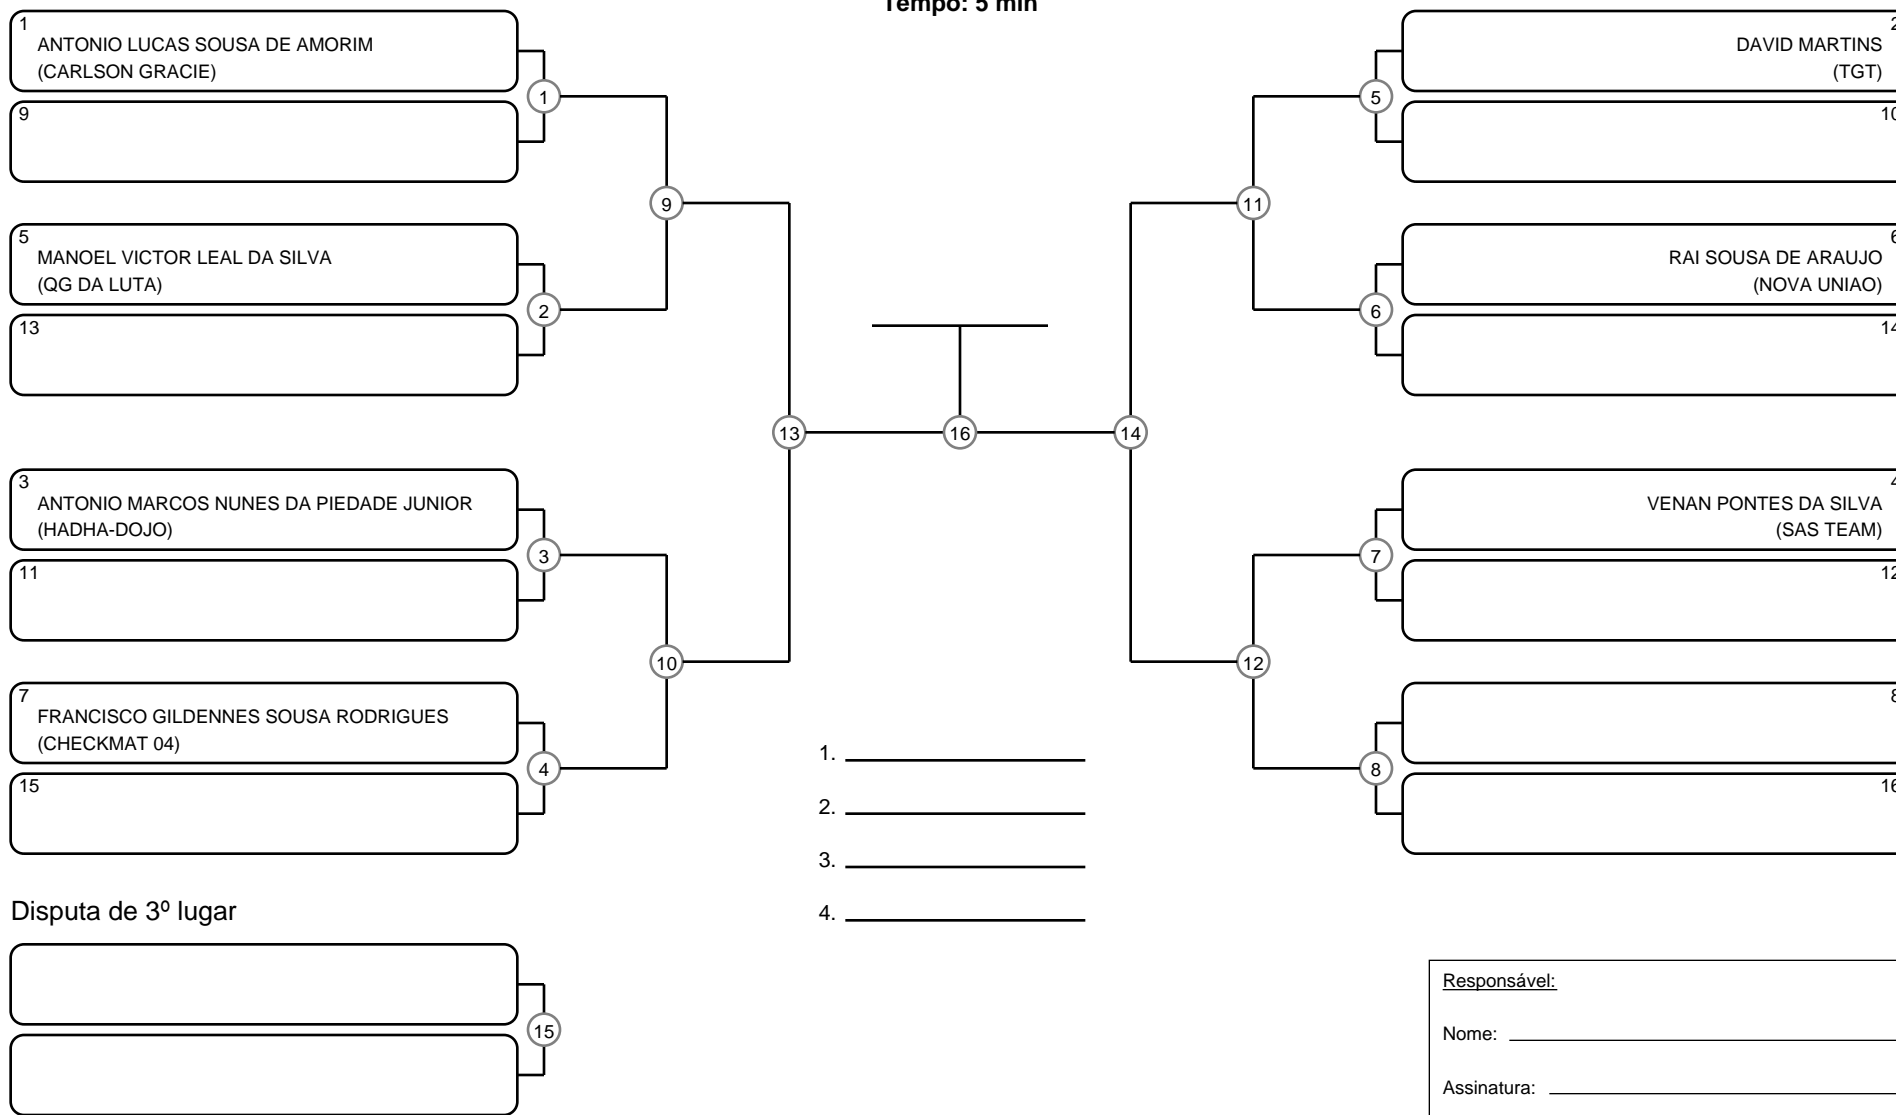 Tempo: 5 min
1
ANTONIO LUCAS SOUSA DE AMORIM
(CARLSON GRACIE)
9
5
MANOEL VICTOR LEAL DA SILVA
(QG DA LUTA)
13
3
ANTONIO MARCOS NUNES DA PIEDADE JUNIOR
(HADHA-DOJO)
11
7
FRANCISCO GILDENNES SOUSA RODRIGUES
(CHECKMAT 04)
15
1
2
3
4
9
10
13
16
14
11
12
5
6
7
8
2
DAVID MARTINS
(TGT)
10
6
RAI SOUSA DE ARAUJO
(NOVA UNIAO)
14
4
VENAN PONTES DA SILVA
(SAS TEAM)
12
8
16
1.
2.
3.
4.
Disputa de 3º lugar
15
Responsável:
Nome:
Assinatura: